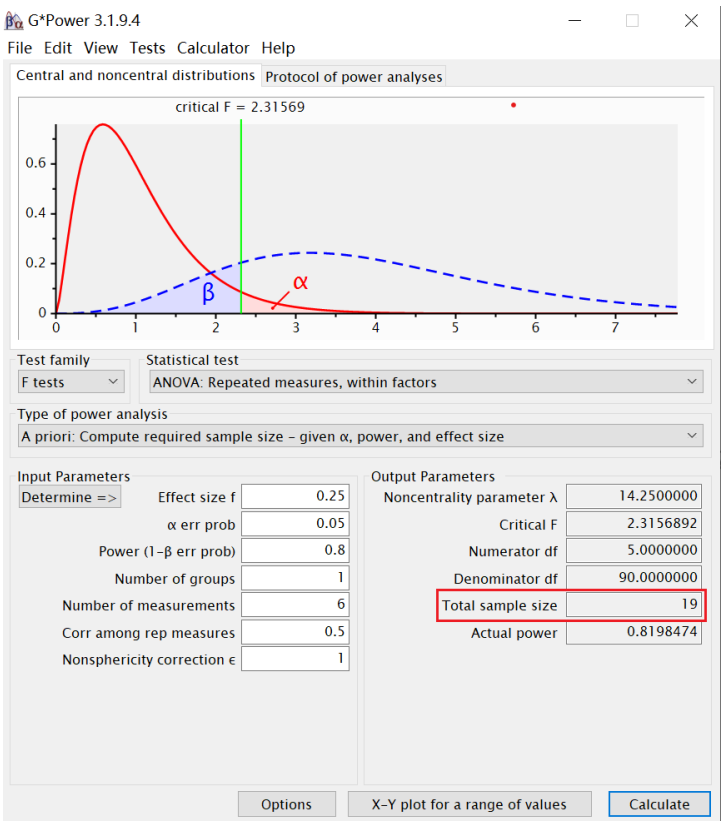 G*Power 3.1.9.4
File Edit View Tests Calculator Help
Central and noncentral distributions Protocol of power analyses
critical F = 2.31569
0.6
0.4
0.2
0
β
α
0 1 2 3 4 5 6 7
Test family Statistical test
F tests ANOVA: Repeated measures, within factors
Type of power analysis
A priori: Compute required sample size – given α, power, and effect size
Input Parameters Output Parameters
Determine => Effect size f 0.25 Noncentrality parameter λ 14.2500000
α err prob 0.05 Critical F 2.3156892
Power (1-β err prob) 0.8 Numerator df 5.0000000
Number of groups 1 Denominator df 90.0000000
Number of measurements 6 Total sample size 19
Corr among rep measures 0.5 Actual power 0.8198474
Nonsphericity correction ϵ 1
Options X-Y plot for a range of values Calculate